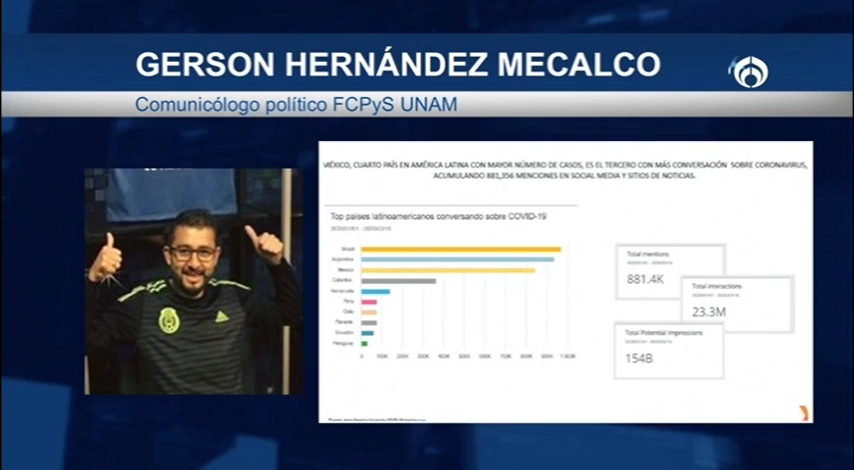 GERSON HERNÁNDEZ MECALCO
Comunicólogo político FCPyS UNAM
MÉXICO, CUARTO PAÍS EN AMÉRICA LATINA CON MAYOR NÚMERO DE CASOS, ES EL TERCERO CON MÁS CONVERSACIÓN SOBRE CORONAVIRUS,
ACUMULANDO 881,356 MENCIONES EN SOCIAL MEDIA Y SITIOS DE NOTICIAS.
Top países latinoamericanos conversando sobre COVID-19
Brazil
Argentina
Mexico
Colombia
Venezuela
Peru
Chile
Panama
Ecuador
Paraguay
0 100K 200K 300K 400K 500K 600K 700K 800K 900K
Total mentions
881.4K
Total interactions
23.3M
Total Potential impressions
154B